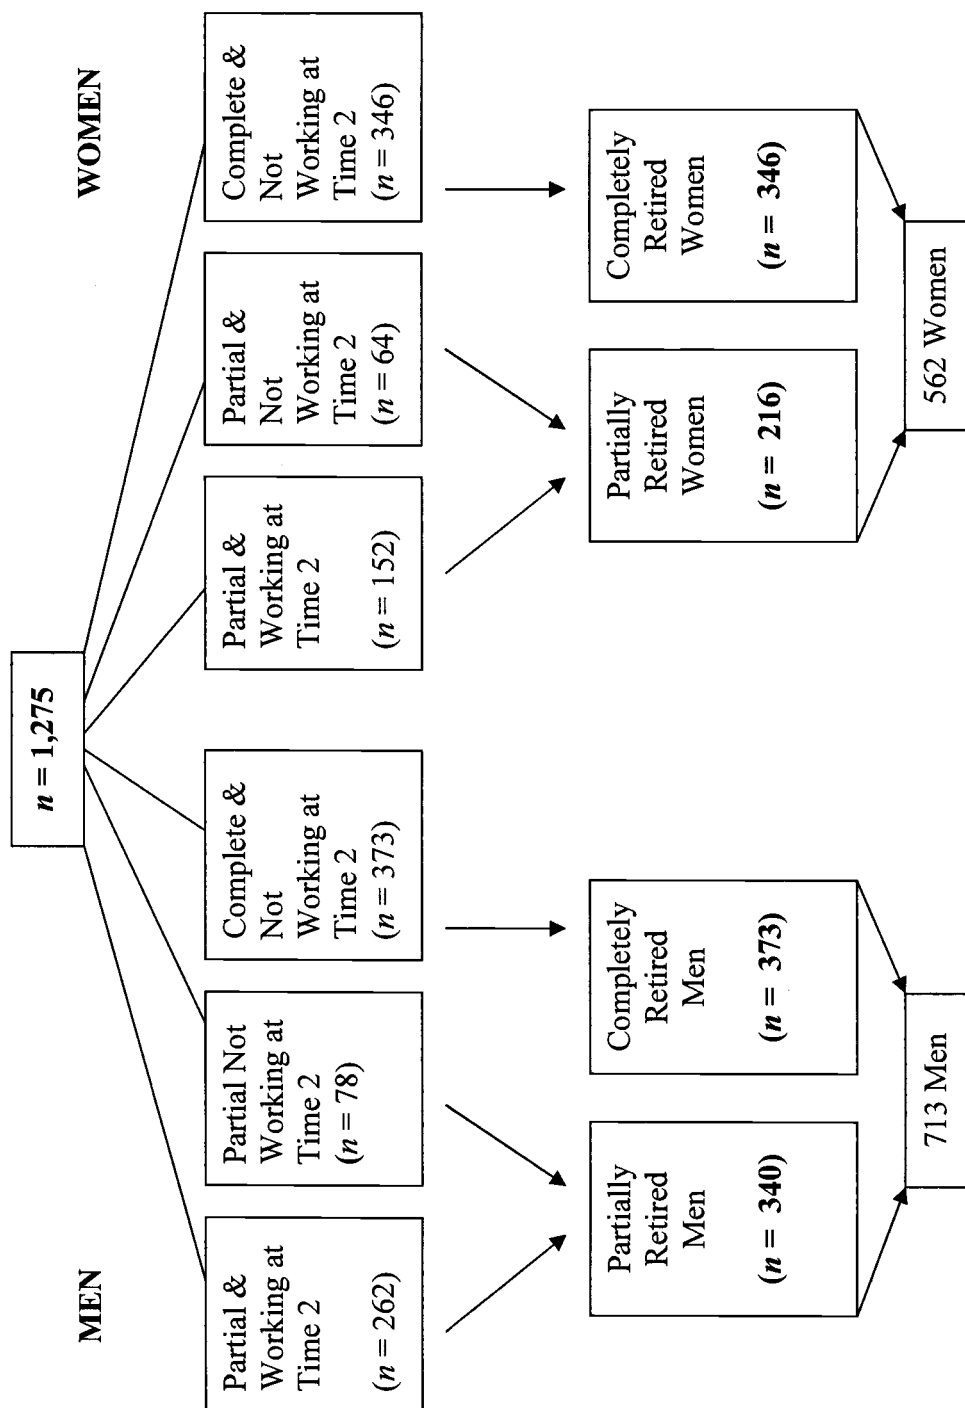 n = 1,275
MEN
WOMEN
Partial &
Working at
Time 2
(n = 262)
Partial Not
Working at
Time 2
(n = 78)
Complete &
Not
Working at
Time 2
(n = 373)
Partial &
Working at
Time 2
(n = 152)
Partial &
Not
Working at
Time 2
(n = 64)
Complete &
Not
Working at
Time 2
(n = 346)
Partially
Retired
Men
(n = 340)
Completely
Retired
Men
(n = 373)
Partially
Retired
Women
(n = 216)
Completely
Retired
Women
(n = 346)
713 Men
562 Women